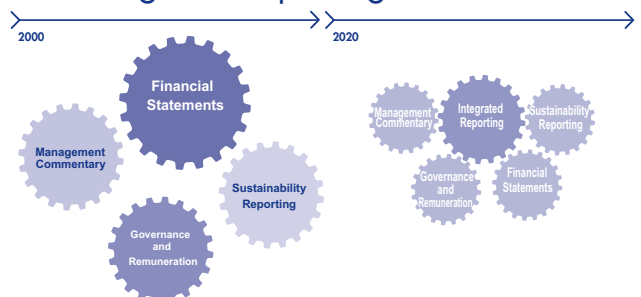 2000
2020
Financial
Statements
Management
Commentary
Sustainability
Reporting
Governance
and
Remuneration
Management
Commentary
Integrated
Reporting
Sustainability
Reporting
Governance
and
Remuneration
Financial
Statements